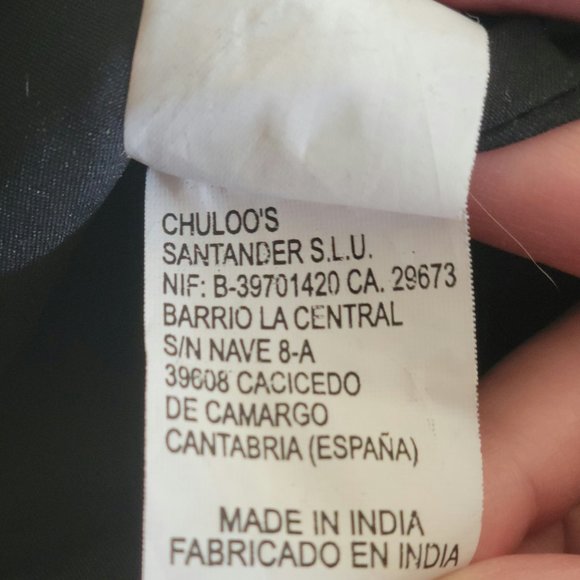 CHULOO'S
SANTANDER S.L.U.
NIF: B-39701420 CA. 29673
BARRIO LA CENTRAL
S/N NAVE 8-A
39608 CACICEDO
DE CAMARGO
CANTABRIA (ESPAÑA)
MADE IN INDIA
FABRICADO EN INDIA